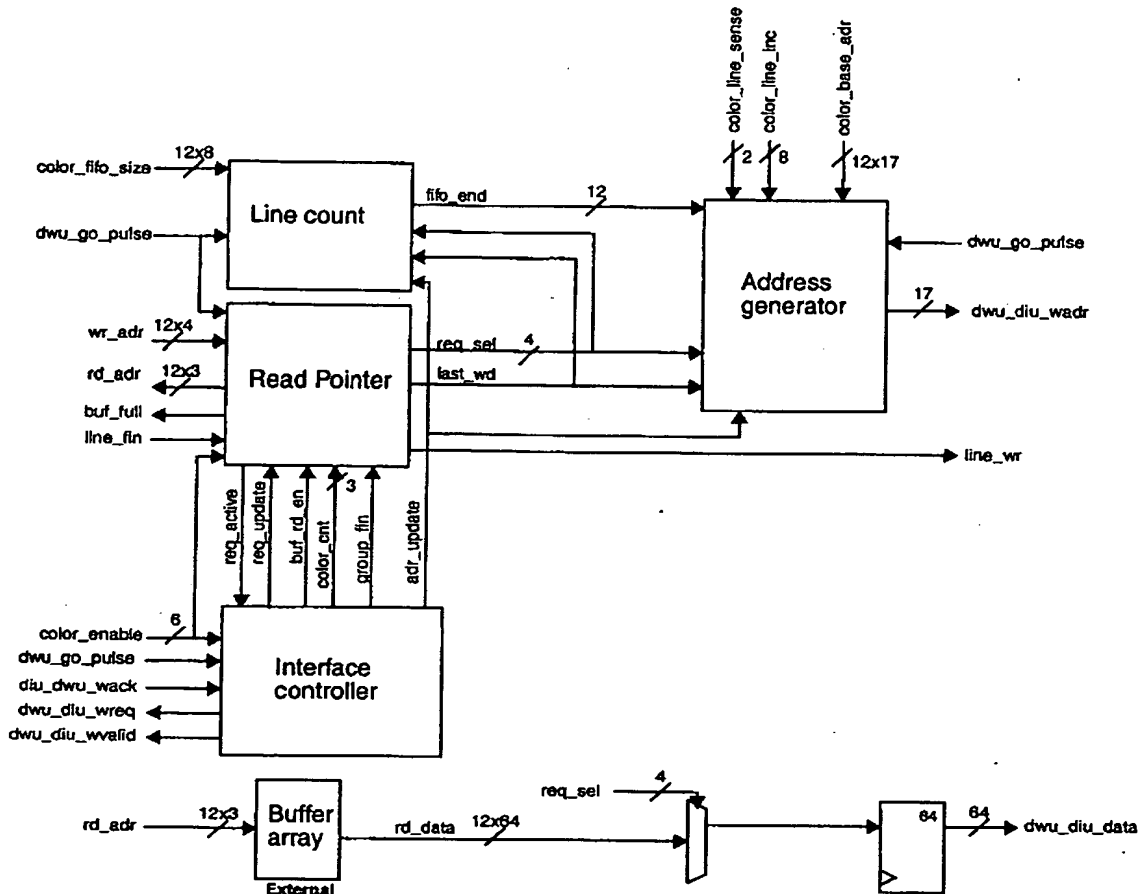 color_line_sense
color_line_inc
color_base_adr
2
8
12x17
color_fifo_size
12x8
dwu_go_pulse
Line count
fifo_end
12
Address
generator
dwu_go_pulse
17
dwu_diu_wadr
wr_adr
12x4
rd_adr
12x3
buf_full
line_fin
Read Pointer
req_sel
4
last_wd
line_wr
req_active
req_update
buf_rd_en
color_cnt
3
group_fin
adr_update
color_enable
6
dwu_go_pulse
diu_dwu_wack
dwu_diu_wreq
dwu_diu_wvalid
Interface
controller
rd_adr
12x3
Buffer
array
External
rd_data
12x64
req_sel
4
64
64
dwu_diu_data